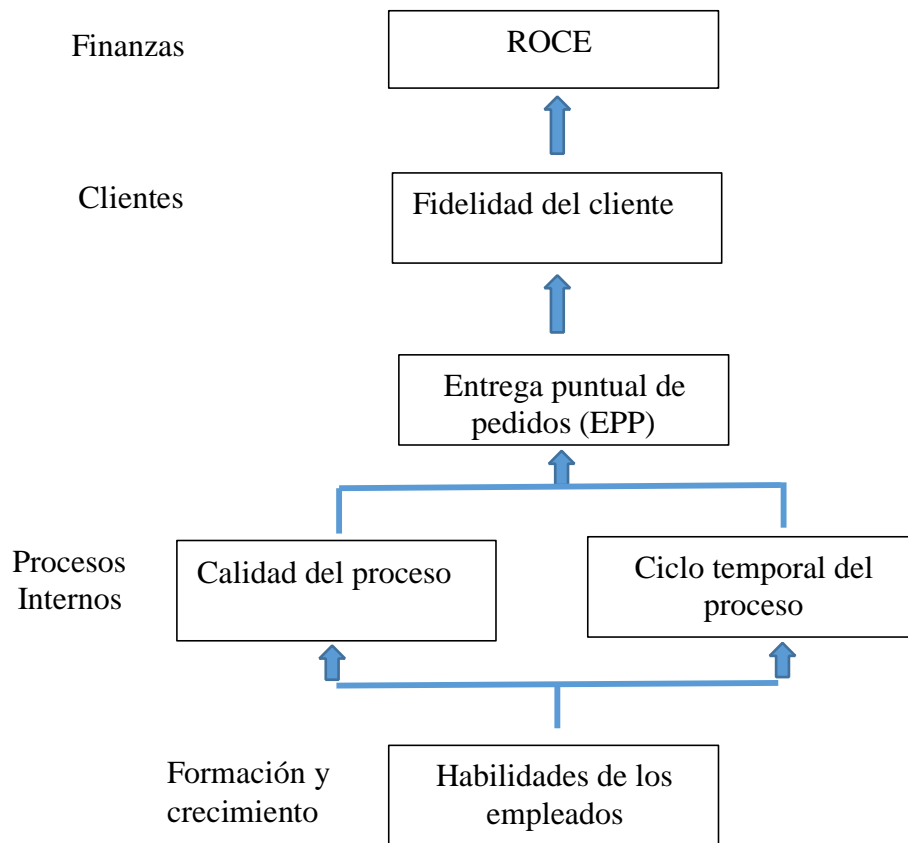 Finanzas
ROCE
Clientes
Fidelidad del cliente
Entrega puntual de
pedidos (EPP)
Procesos
Internos
Calidad del proceso
Ciclo temporal del
proceso
Formación y
crecimiento
Habilidades de los
empleados